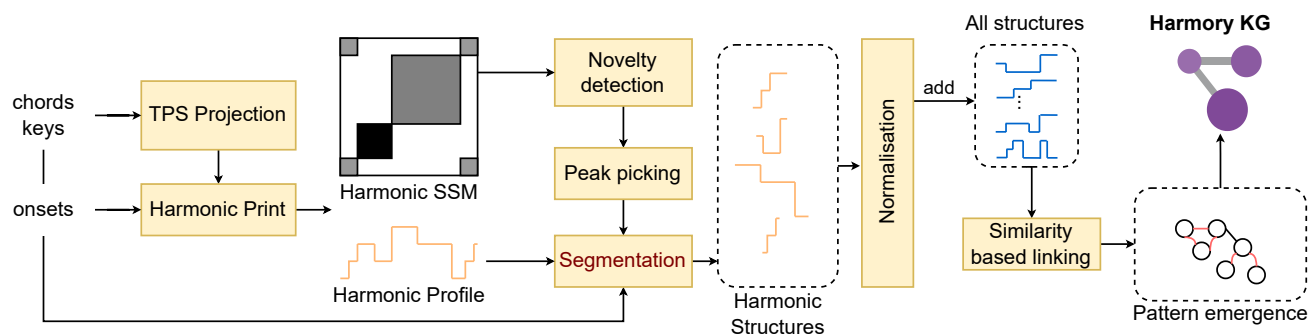 chords
keys
onsets
TPS Projection
Harmonic Print
Harmonic SSM
Harmonic Profile
Novelty
detection
Peak picking
Segmentation
Harmonic
Structures
Normalisation
add
All structures
Similarity
based linking
Harmory KG
Pattern emergence